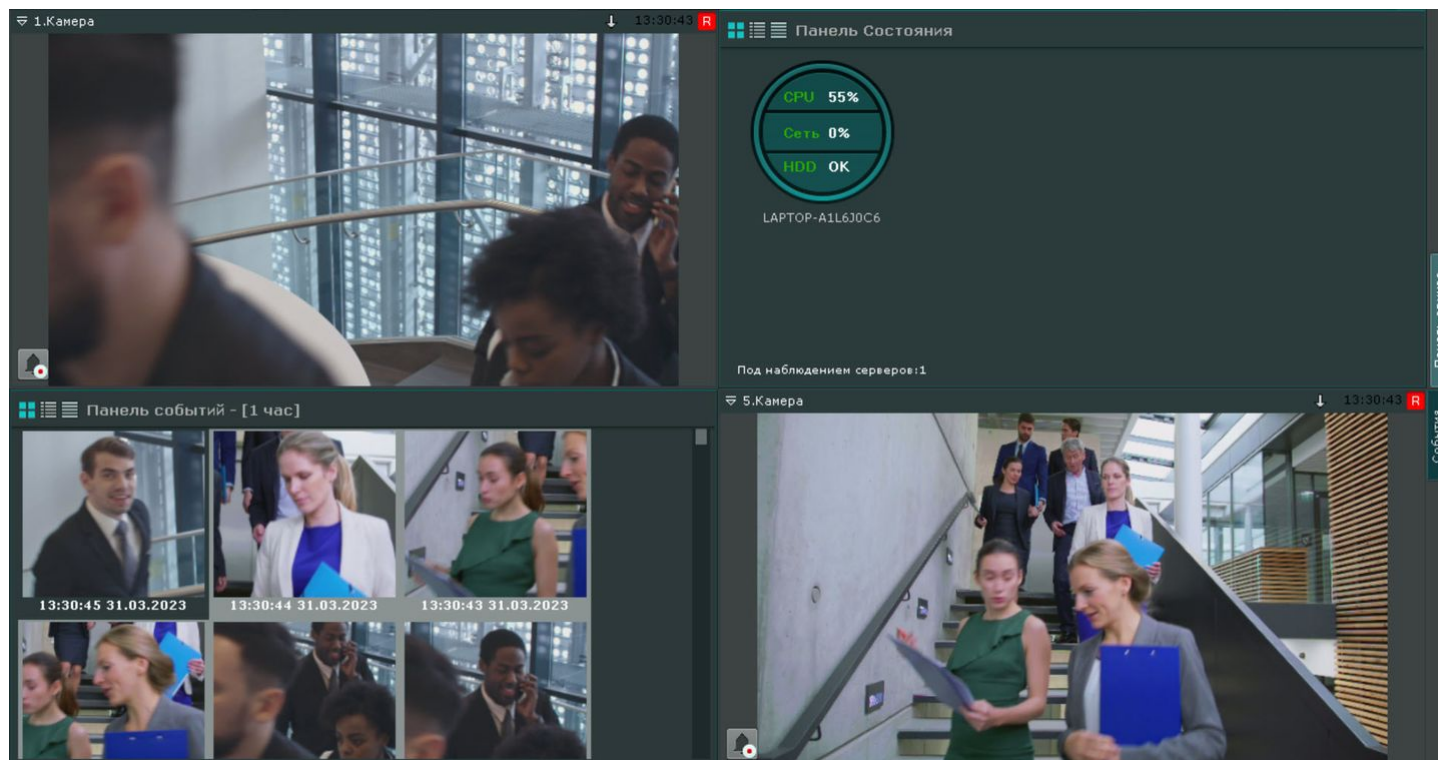 1.Камера
13:30:43 R
Панель Состояния
CPU 55%
Сеть 0%
HDD OK
LAPTOP-A1L6J0C6
Под наблюдением серверов:1
Панель событий - [1 час]
13:30:45 31.03.2023
13:30:44 31.03.2023
13:30:43 31.03.2023
5.Камера
13:30:43 R
События